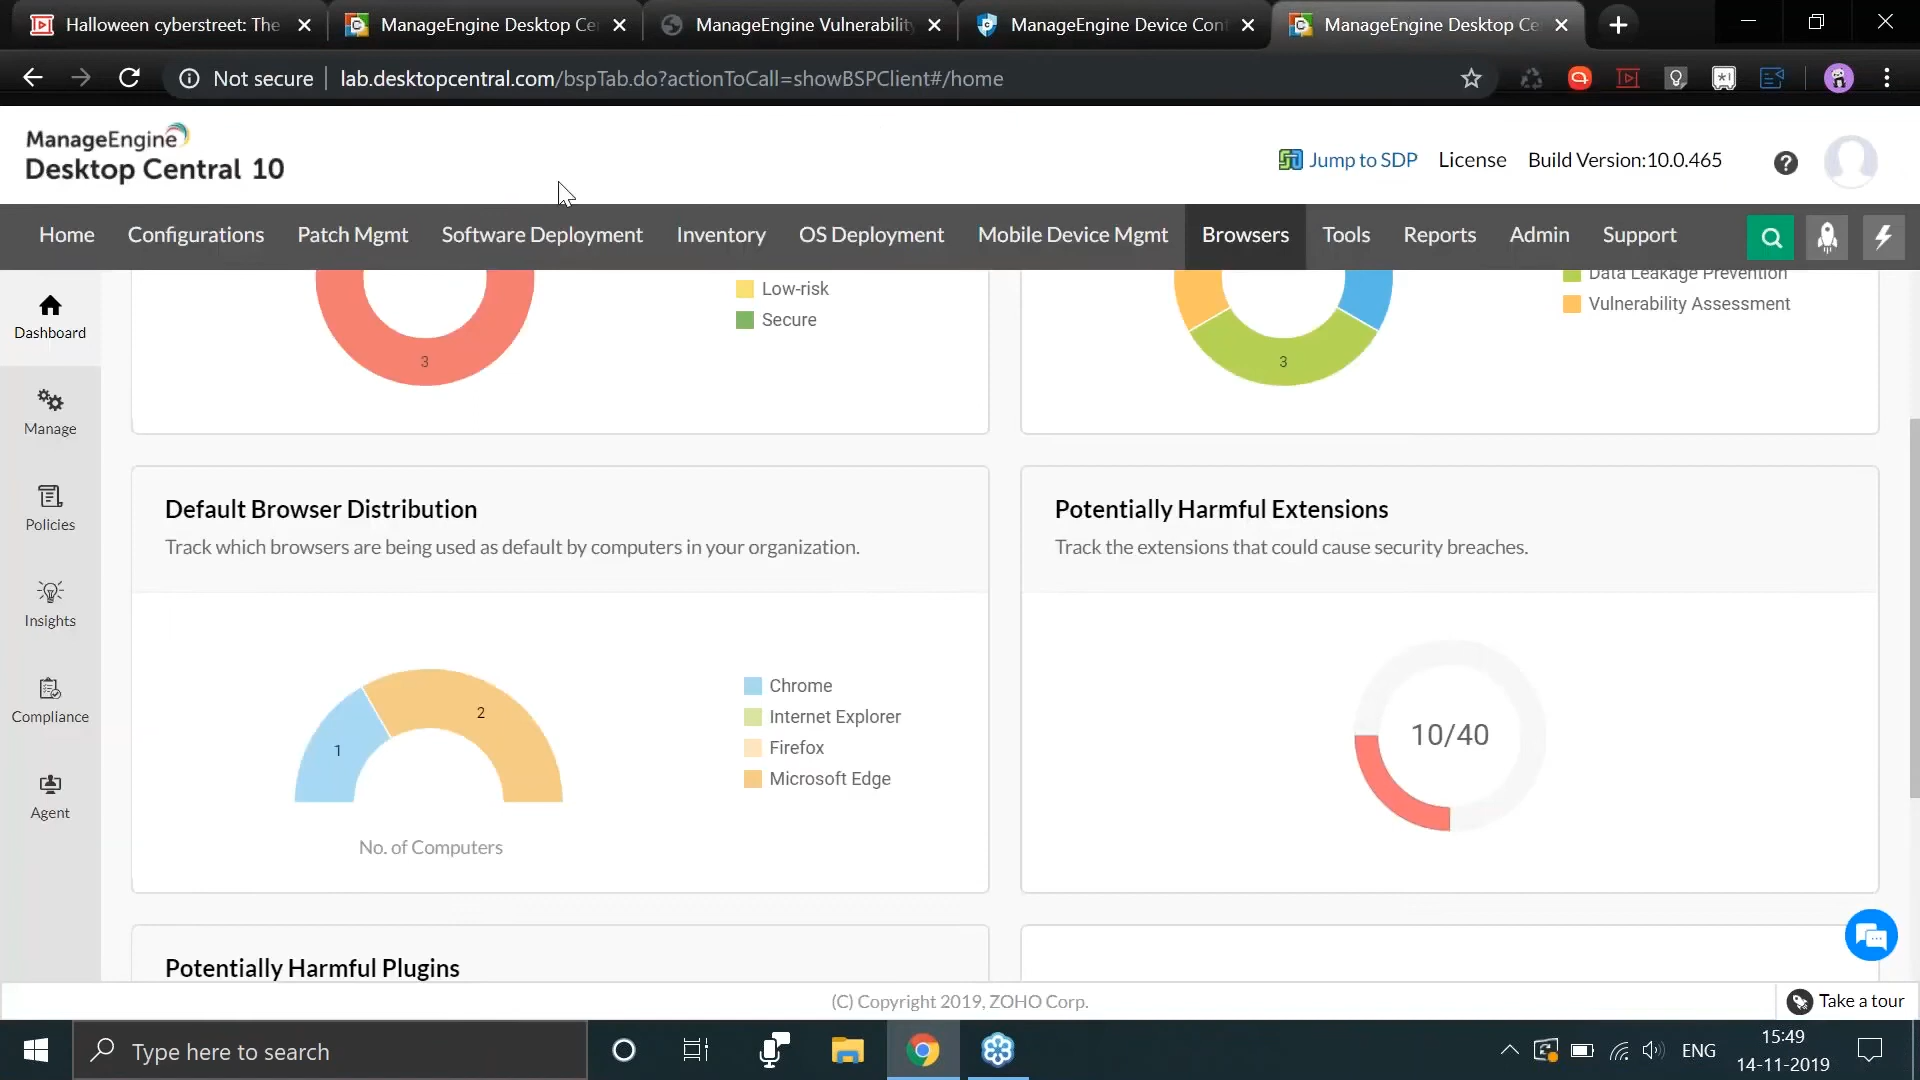 Halloween cyberstreet: The
ManageEngine Desktop Ce
ManageEngine Vulnerability
ManageEngine Device Con
ManageEngine Desktop Ce
Not secure
lab.desktopcentral.com/bspTab.do?actionToCall=showBSPClient#/home
ManageEngine
Desktop Central 10
Jump to SDP
License
Build Version:10.0.465
Home
Configurations
Patch Mgmt
Software Deployment
Inventory
OS Deployment
Mobile Device Mgmt
Browsers
Tools
Reports
Admin
Support
Dashboard
Manage
Policies
Insights
Compliance
Agent
3
Low-risk
Secure
3
Data Leakage Prevention
Vulnerability Assessment
Default Browser Distribution
Track which browsers are being used as default by computers in your organization.
1
2
No. of Computers
Chrome
Internet Explorer
Firefox
Microsoft Edge
Potentially Harmful Extensions
Track the extensions that could cause security breaches.
10/40
Potentially Harmful Plugins
(C) Copyright 2019, ZOHO Corp.
Take a tour
Type here to search
ENG
15:49
14-11-2019